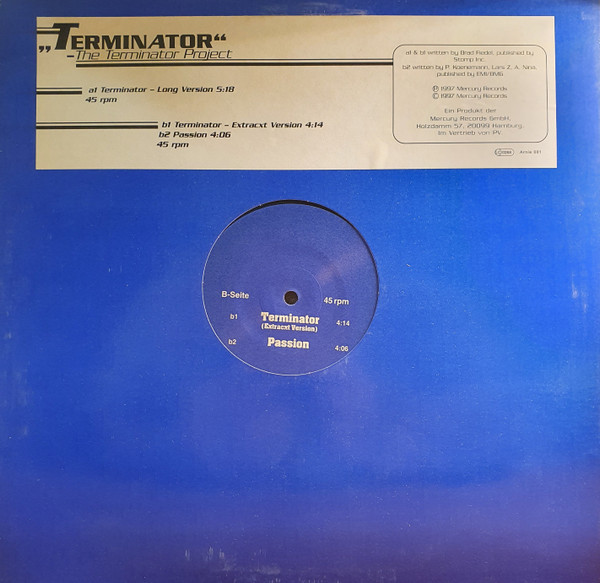 „TERMINATOR“
-The Terminator Project
a1 Terminator - Long Version 5:18
45 rpm
b1 Terminator - Extracxt Version 4:14
b2 Passion 4:06
45 rpm
a1 & b1 written by Brad Fiedel, published by
Stomp Inc.
b2 written by P. Koenemann, Lars Z, A. Nina,
published by EMI/BMG
Ⓟ 1997 Mercury Records
© 1997 Mercury Records
Ein Produkt der
Mercury Records GmbH,
Holzdamm 57, 20099 Hamburg,
Im Vertrieb von PV.
B-Seite
45 rpm
b1 Terminator 4:14
(Extracxt Version)
b2 Passion 4:06